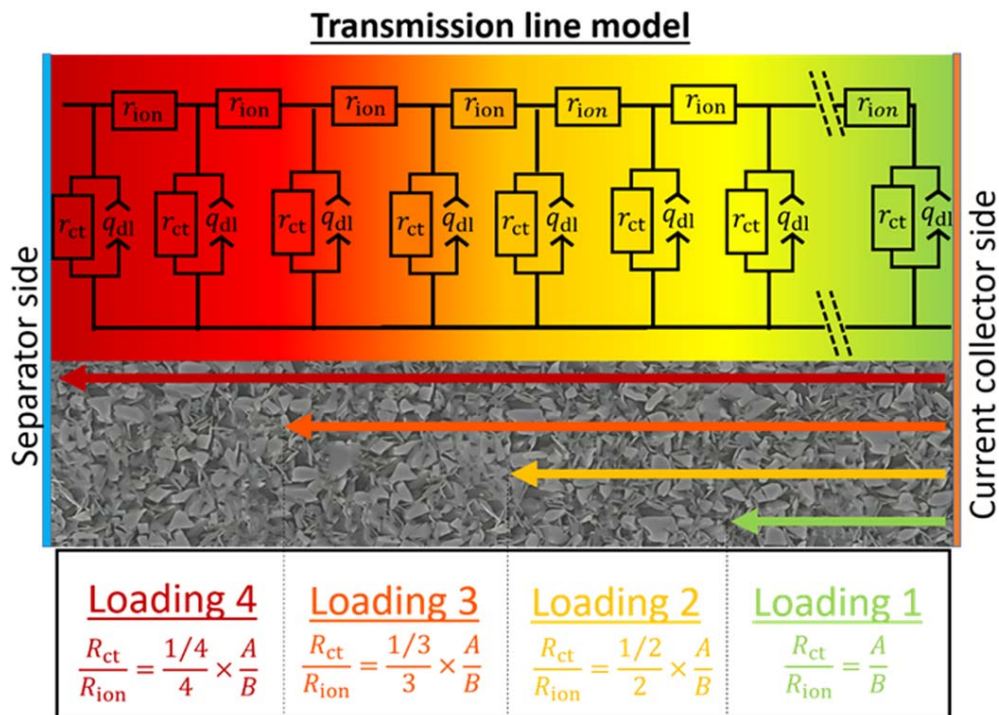 Transmission line model
r_ion r_ion r_ion r_ion r_ion r_ion r_ion
r_ct q_dl r_ct q_dl r_ct q_dl r_ct q_dl r_ct q_dl r_ct q_dl r_ct q_dl r_ct q_dl
Separator side
Current collector side
Loading 4 Loading 3 Loading 2 Loading 1
R_ct/R_ion = (1/4)/4 × A/B R_ct/R_ion = (1/3)/3 × A/B R_ct/R_ion = (1/2)/2 × A/B R_ct/R_ion = A/B